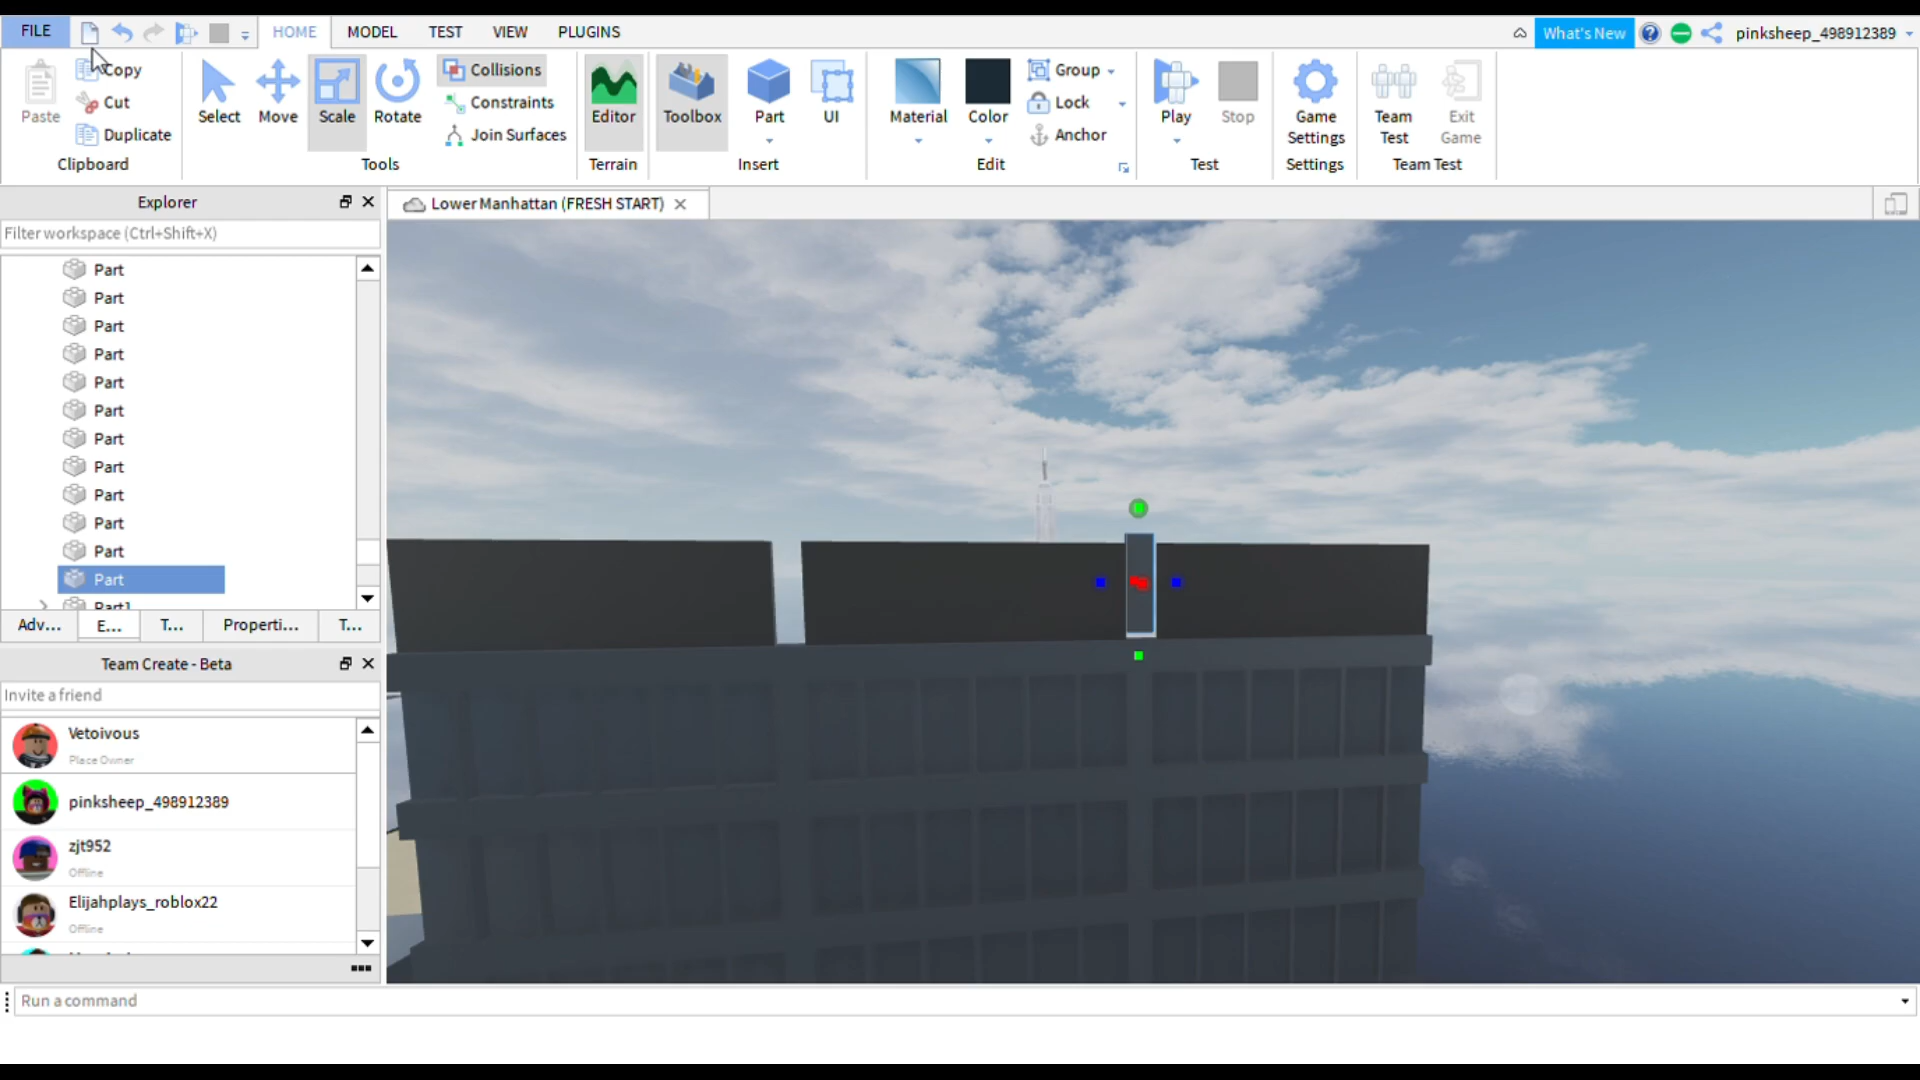 FILE HOME MODEL TEST VIEW PLUGINS What's New pinksheep_498912389
Paste Copy Cut Duplicate
Select Move Scale Rotate
Collisions
Constraints
Join Surfaces
Editor Toolbox Part UI Material Color
Group
Lock
Anchor
Play Stop Game Settings Team Test Exit Game
Clipboard Tools Terrain Insert Edit Test Settings Team Test
Explorer
Lower Manhattan (FRESH START)
Filter workspace (Ctrl+Shift+X)
Part
Part
Part
Part
Part
Part
Part
Part
Part
Part
Part
Part
Part1
Adv... E... T... Properti... T...
Team Create - Beta
Invite a friend
Vetoivous
Place Owner
pinksheep_498912389
zjt952
Offline
Elijahplays_roblox22
Offline
Run a command